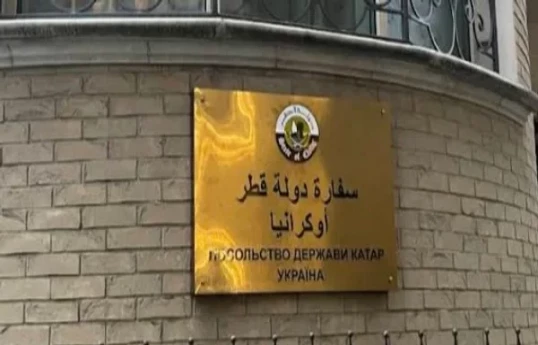 سفارة دولة قطر
أوكرانيا
ПОСОЛЬСТВО ДЕРЖАВИ КАТАР
УКРАЇНА